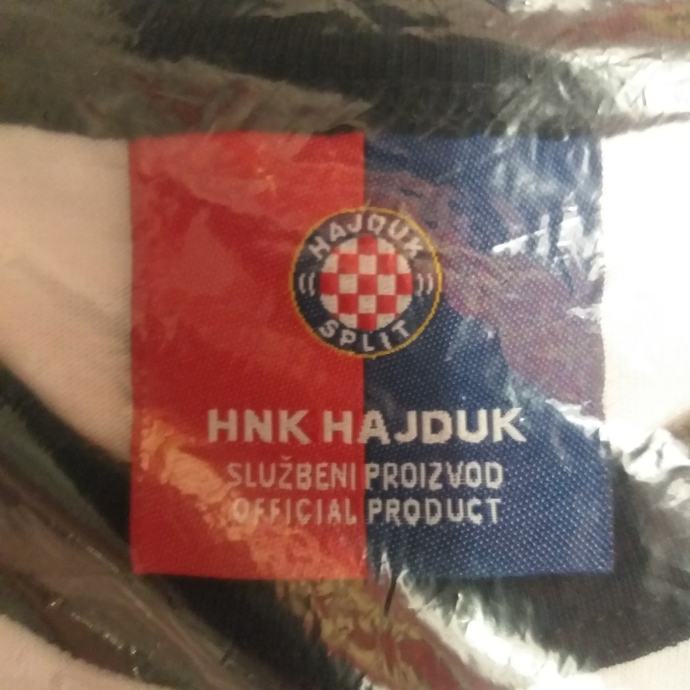 HAJDUK
SPLIT
HNK HAJDUK
SLUŽBENI PROIZVOD
OFFICIAL PRODUCT